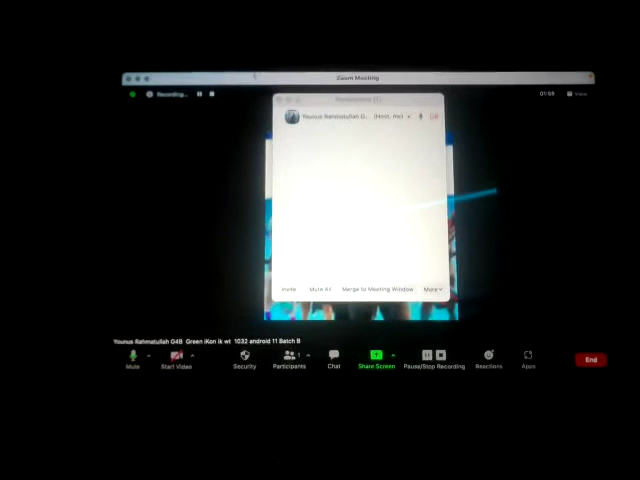 Zoom Meeting
Recording...
01:55 View
Participants (1)
Younus Rahmatullah G... (Host, me)
Invite Mute All Merge to Meeting Window More
Younus Rahmatullah G4B Green iKon ik wt 1032 android 11 Batch B
Mute Start Video Security Participants 1 Chat Share Screen Pause/Stop Recording Reactions Apps End